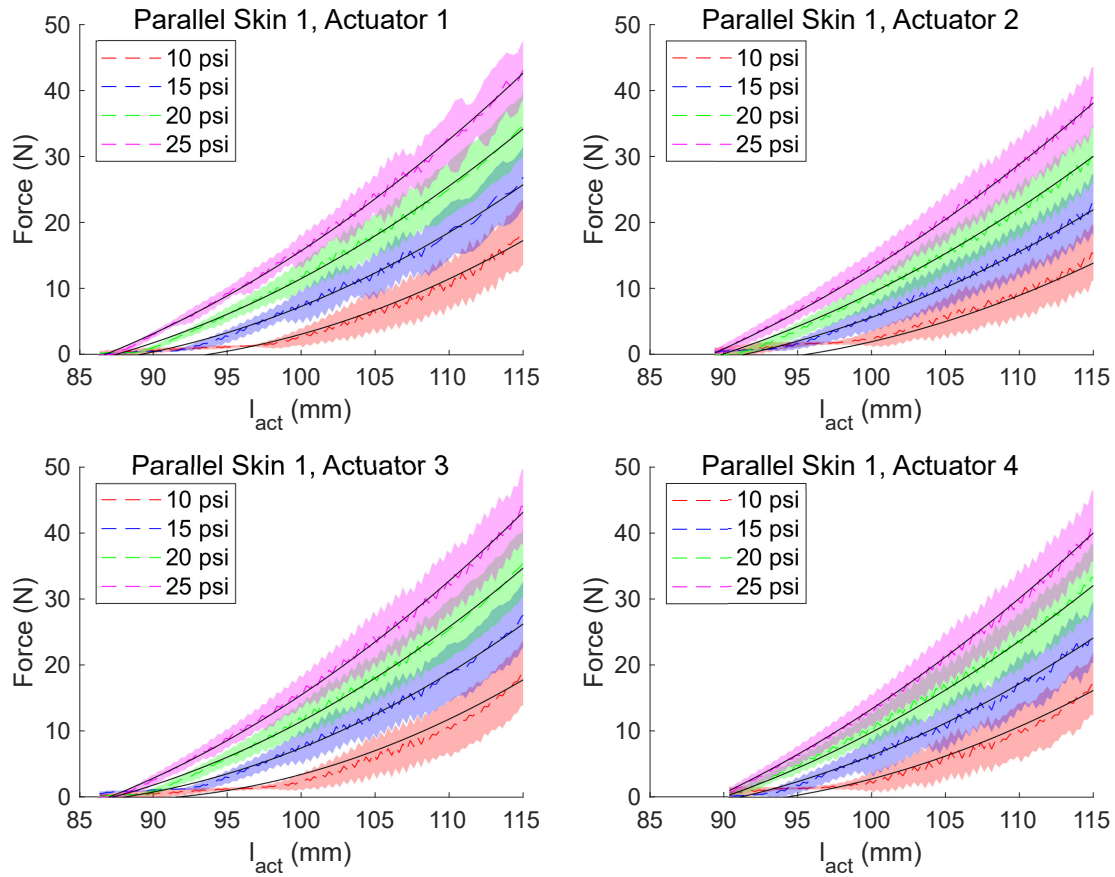 Parallel Skin 1, Actuator 1
10 psi
15 psi
20 psi
25 psi
Force (N)
50
40
30
20
10
0
85 90 95 100 105 110 115
l_act (mm)
Parallel Skin 1, Actuator 2
10 psi
15 psi
20 psi
25 psi
Force (N)
50
40
30
20
10
0
85 90 95 100 105 110 115
l_act (mm)
Parallel Skin 1, Actuator 3
10 psi
15 psi
20 psi
25 psi
Force (N)
50
40
30
20
10
0
85 90 95 100 105 110 115
l_act (mm)
Parallel Skin 1, Actuator 4
10 psi
15 psi
20 psi
25 psi
Force (N)
50
40
30
20
10
0
85 90 95 100 105 110 115
l_act (mm)